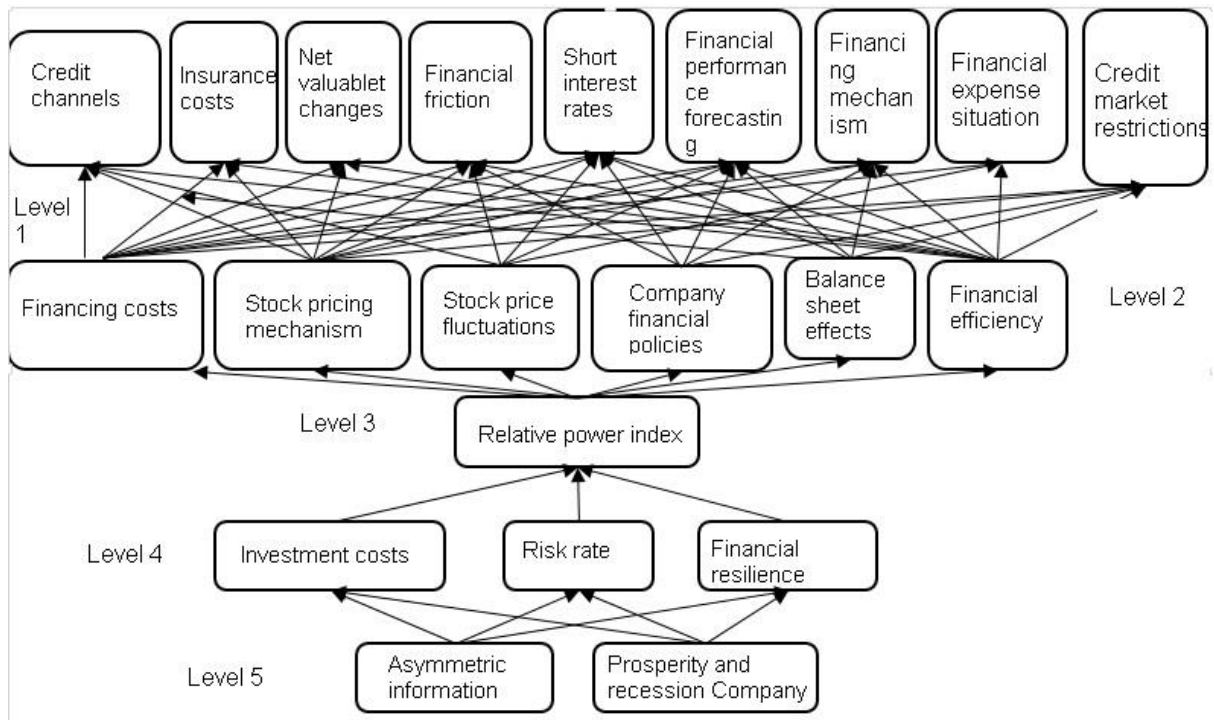 Credit
channels
Insurance
costs
Net
valuablet
changes
Financial
friction
Short
interest
rates
Financial
performan
ce
forecastin
g
Financi
ng
mechan
ism
Financial
expense
situation
Credit
market
restrictions
Level
1
Financing costs
Stock pricing
mechanism
Stock price
fluctuations
Company
financial
policies
Balance
sheet
effects
Financial
efficiency
Level 2
Level 3
Relative power index
Level 4
Investment costs
Risk rate
Financial
resilience
Level 5
Asymmetric
information
Prosperity and
recession Company